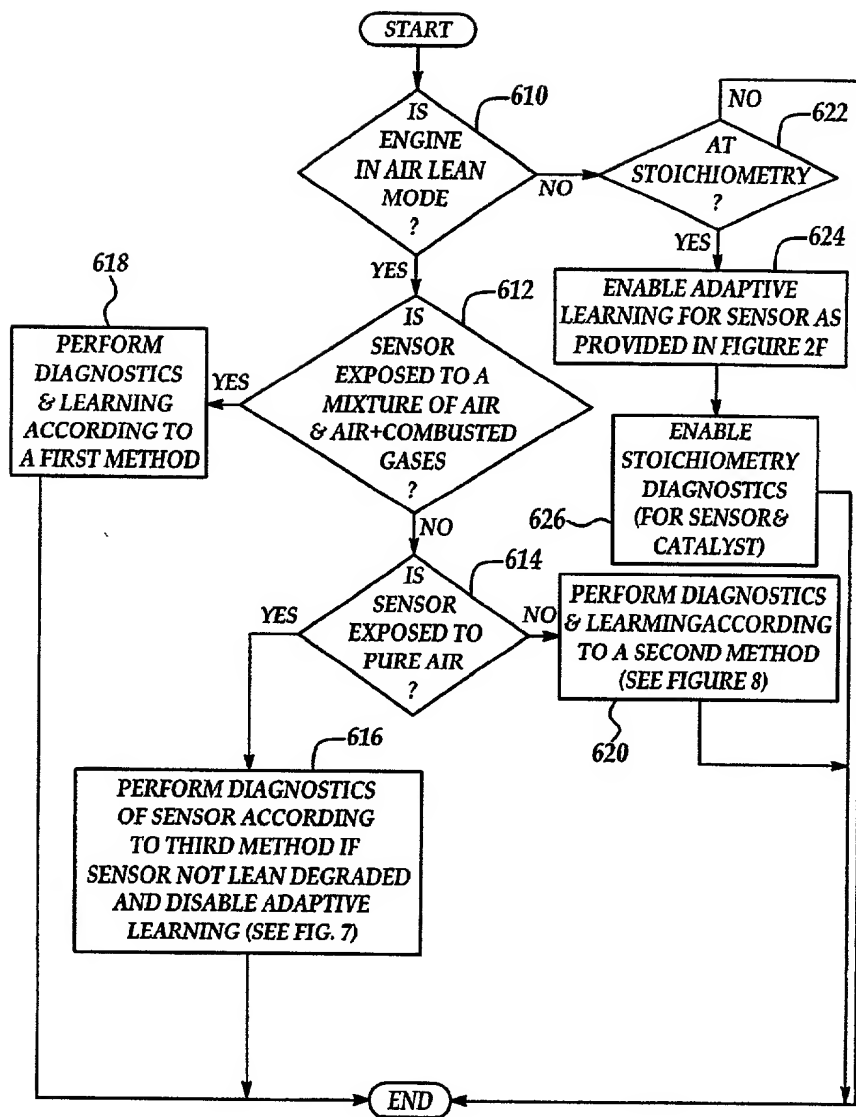 START
610
IS
ENGINE
IN AIR LEAN
MODE
?
NO
YES
NO
622
AT
STOICHIOMETRY
?
YES
624
ENABLE ADAPTIVE
LEARNING FOR SENSOR AS
PROVIDED IN FIGURE 2F
ENABLE
STOICHIOMETRY
DIAGNOSTICS
(FOR SENSOR&
CATALYST)
626
612
IS
SENSOR
EXPOSED TO A
MIXTURE OF AIR
& AIR+COMBUSTED
GASES
?
YES
NO
618
PERFORM
DIAGNOSTICS
& LEARNING
ACCORDING TO
A FIRST METHOD
614
IS
SENSOR
EXPOSED TO
PURE AIR
?
YES
NO
PERFORM DIAGNOSTICS
& LEARMINGACCORDING
TO A SECOND METHOD
(SEE FIGURE 8)
620
616
PERFORM DIAGNOSTICS
OF SENSOR ACCORDING
TO THIRD METHOD IF
SENSOR NOT LEAN DEGRADED
AND DISABLE ADAPTIVE
LEARNING (SEE FIG. 7)
END